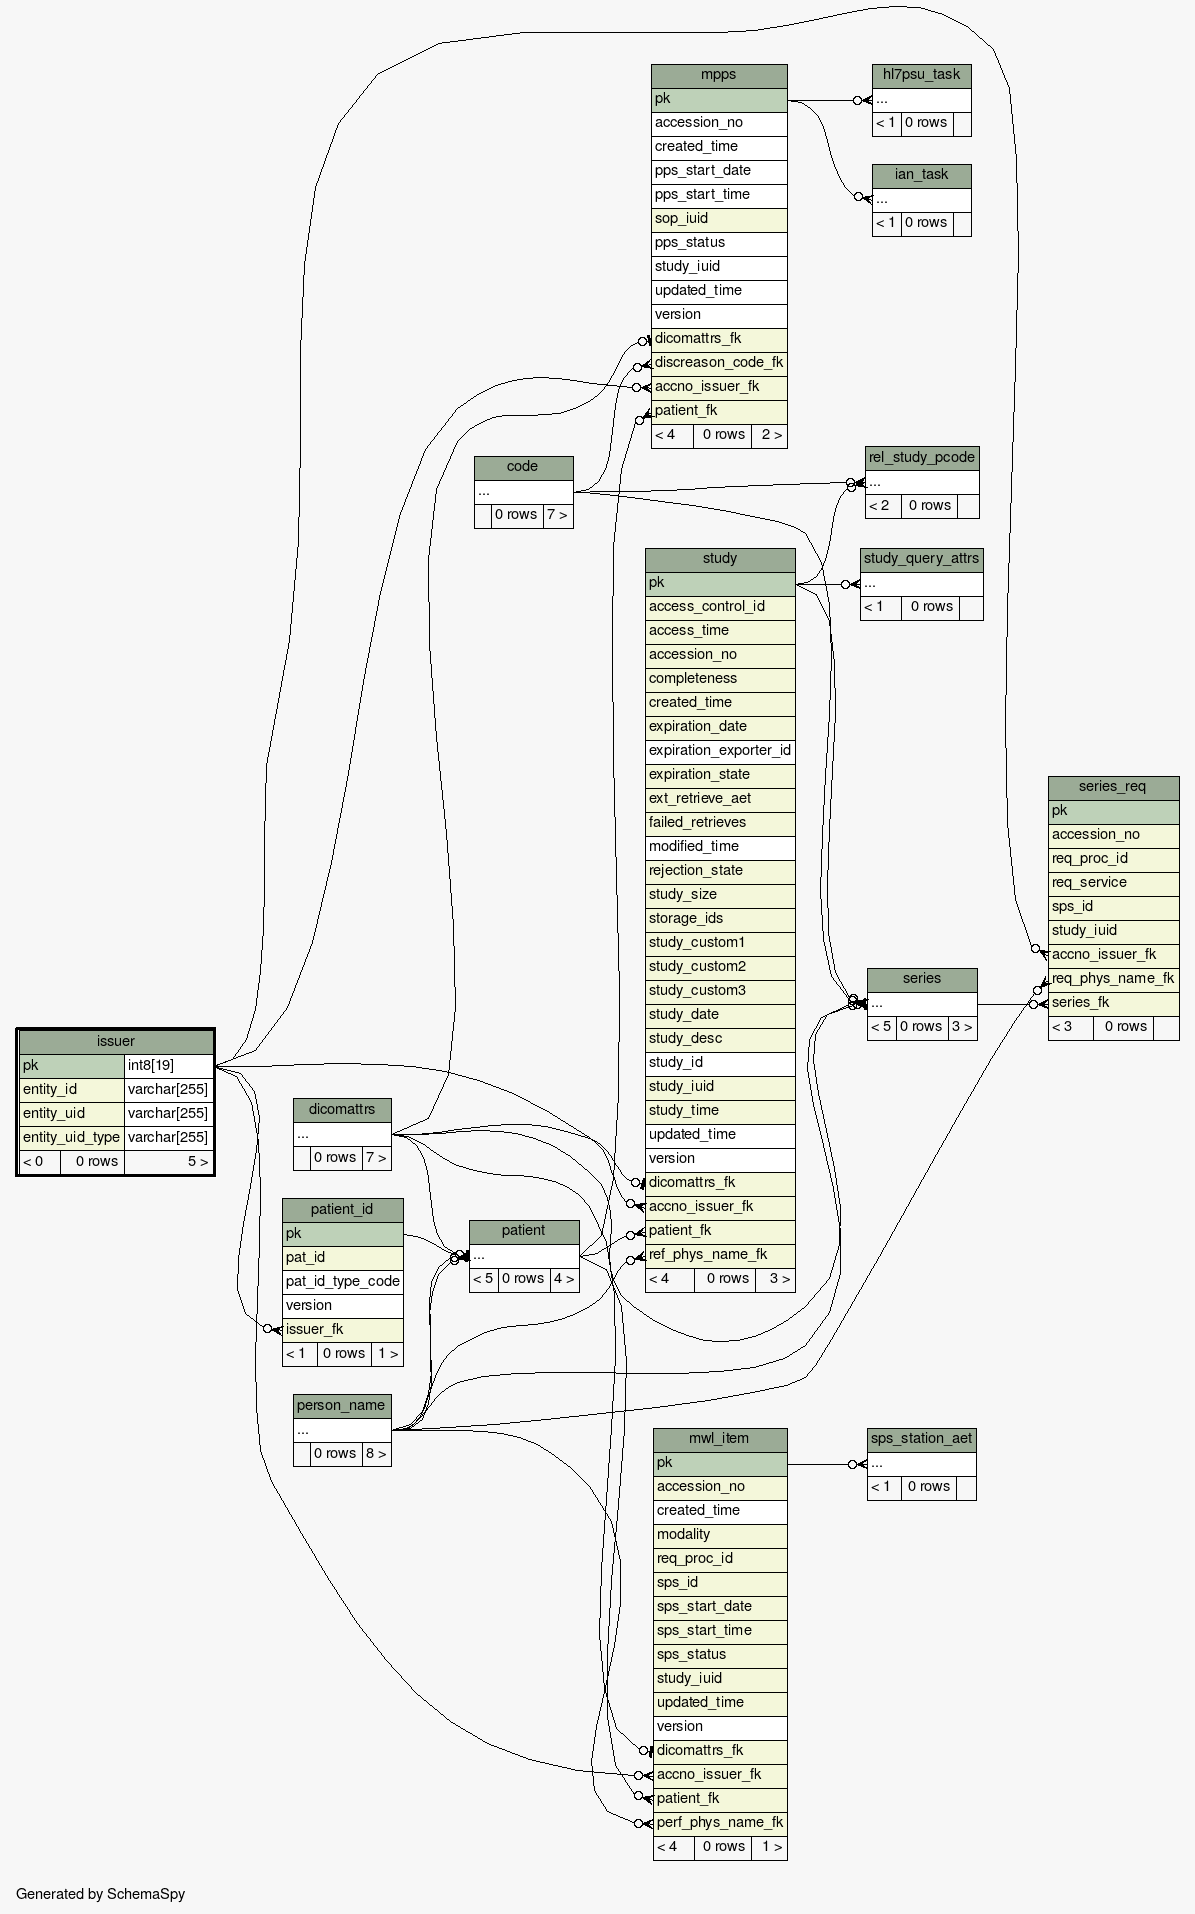 mpps
pk
accession_no
created_time
pps_start_date
pps_start_time
sop_iuid
pps_status
study_iuid
updated_time
version
dicomattrs_fk
discreason_code_fk
accno_issuer_fk
patient_fk
< 4 0 rows 2 >
hl7psu_task
...
< 1 0 rows
ian_task
...
< 1 0 rows
code
...
0 rows 7 >
rel_study_pcode
...
< 2 0 rows
study_query_attrs
...
< 1 0 rows
study
pk
access_control_id
access_time
accession_no
completeness
created_time
expiration_date
expiration_exporter_id
expiration_state
ext_retrieve_aet
failed_retrieves
modified_time
rejection_state
study_size
storage_ids
study_custom1
study_custom2
study_custom3
study_date
study_desc
study_id
study_iuid
study_time
updated_time
version
dicomattrs_fk
accno_issuer_fk
patient_fk
ref_phys_name_fk
< 4 0 rows 3 >
series_req
pk
accession_no
req_proc_id
req_service
sps_id
study_iuid
accno_issuer_fk
req_phys_name_fk
series_fk
< 3 0 rows
series
...
< 5 0 rows 3 >
issuer
pk int8[19]
entity_id varchar[255]
entity_uid varchar[255]
entity_uid_type varchar[255]
< 0 0 rows 5 >
dicomattrs
...
0 rows 7 >
patient_id
pk
pat_id
pat_id_type_code
version
issuer_fk
< 1 0 rows 1 >
patient
...
< 5 0 rows 4 >
person_name
...
0 rows 8 >
mwl_item
pk
accession_no
created_time
modality
req_proc_id
sps_id
sps_start_date
sps_start_time
sps_status
study_iuid
updated_time
version
dicomattrs_fk
accno_issuer_fk
patient_fk
perf_phys_name_fk
< 4 0 rows 1 >
sps_station_aet
...
< 1 0 rows
Generated by SchemaSpy